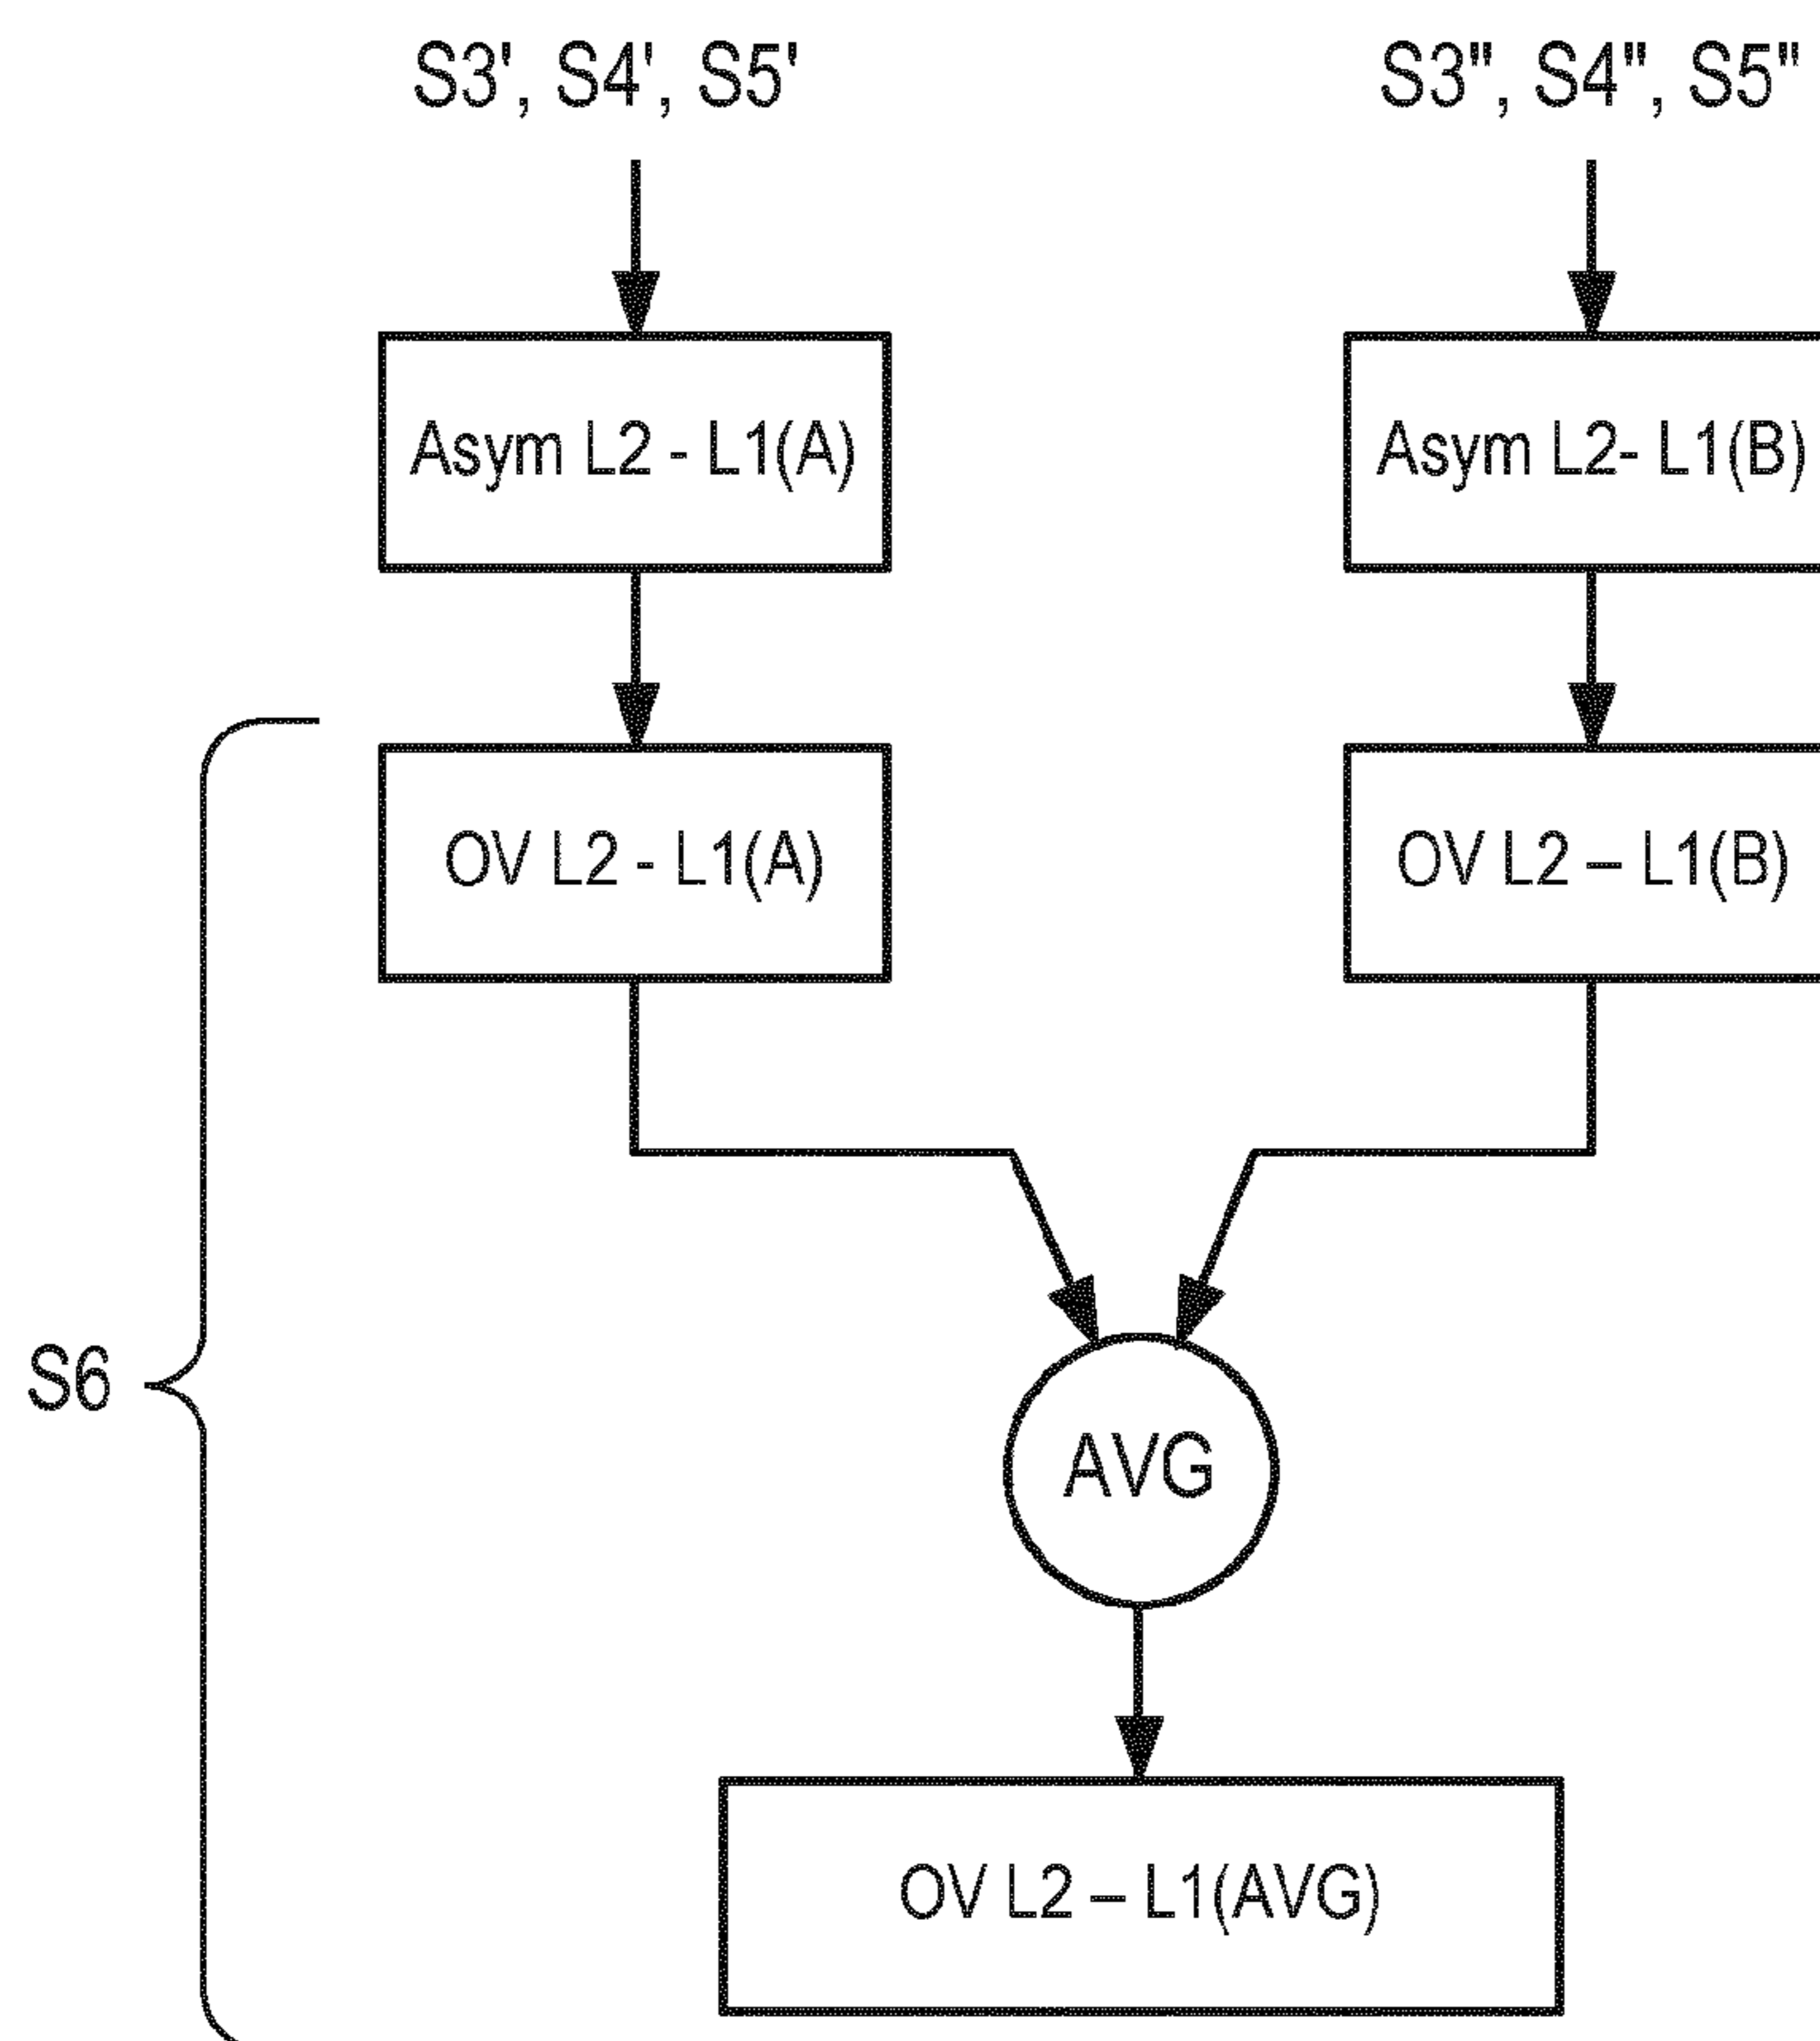 S3', S4', S5'
S3", S4", S5"
Asym L2 - L1(A)
Asym L2- L1(B)
OV L2 - L1(A)
OV L2 – L1(B)
S6
AVG
OV L2 – L1(AVG)